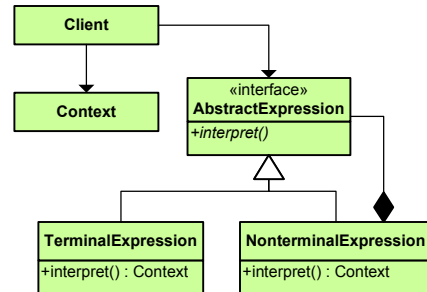 Client
«interface»
AbstractExpression
Context
+interpret()
TerminalExpression
NonterminalExpression
+interpret() : Context
+interpret() : Context